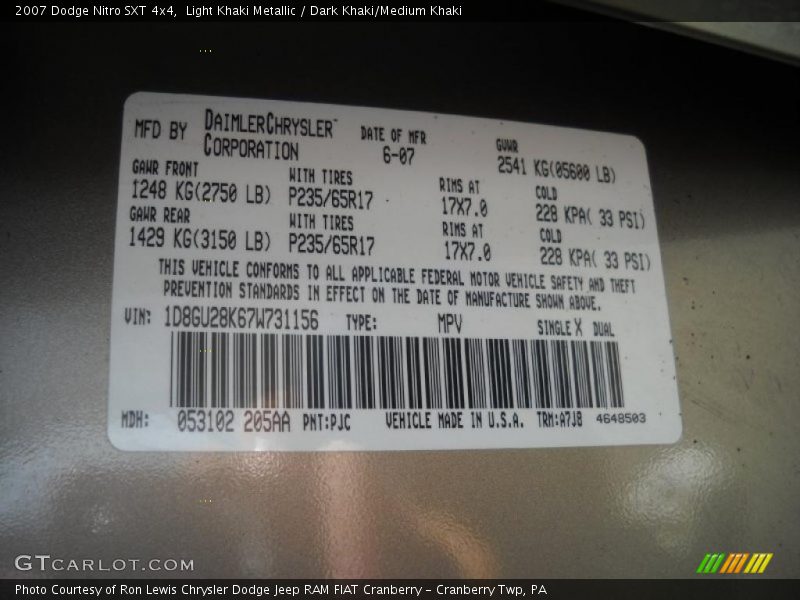 2007 Dodge Nitro SXT 4x4, Light Khaki Metallic / Dark Khaki/Medium Khaki
MFD BY DAIMLERCHRYSLER CORPORATION
DATE OF MFR 6-07
GVWR 2541 KG(05600 LB)
GAWR FRONT WITH TIRES RIMS AT COLD
1248 KG(2750 LB) P235/65R17 17X7.0 228 KPA( 33 PSI)
GAWR REAR WITH TIRES RIMS AT COLD
1429 KG(3150 LB) P235/65R17 17X7.0 228 KPA( 33 PSI)
THIS VEHICLE CONFORMS TO ALL APPLICABLE FEDERAL MOTOR VEHICLE SAFETY AND THEFT
PREVENTION STANDARDS IN EFFECT ON THE DATE OF MANUFACTURE SHOWN ABOVE.
VIN: 1D8GU28K67W731156 TYPE: MPV SINGLE X DUAL
MDH: 053102 205AA PNT:PJC VEHICLE MADE IN U.S.A. TRM:A7J8 4648503
GTCARLOT.COM
Photo Courtesy of Ron Lewis Chrysler Dodge Jeep RAM FIAT Cranberry – Cranberry Twp, PA